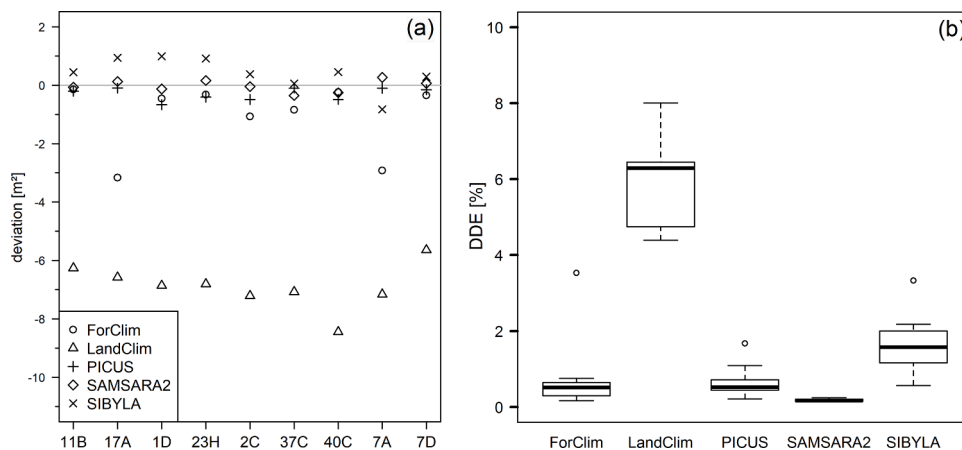 (a)
deviation [m²]
2
0
-2
-4
-6
-8
-10
ForClim
LandClim
PICUS
SAMSARA2
SIBYLA
11B 17A 1D 23H 2C 37C 40C 7A 7D
(b)
DDE [%]
10
8
6
4
2
0
ForClim LandClim PICUS SAMSARA2 SIBYLA